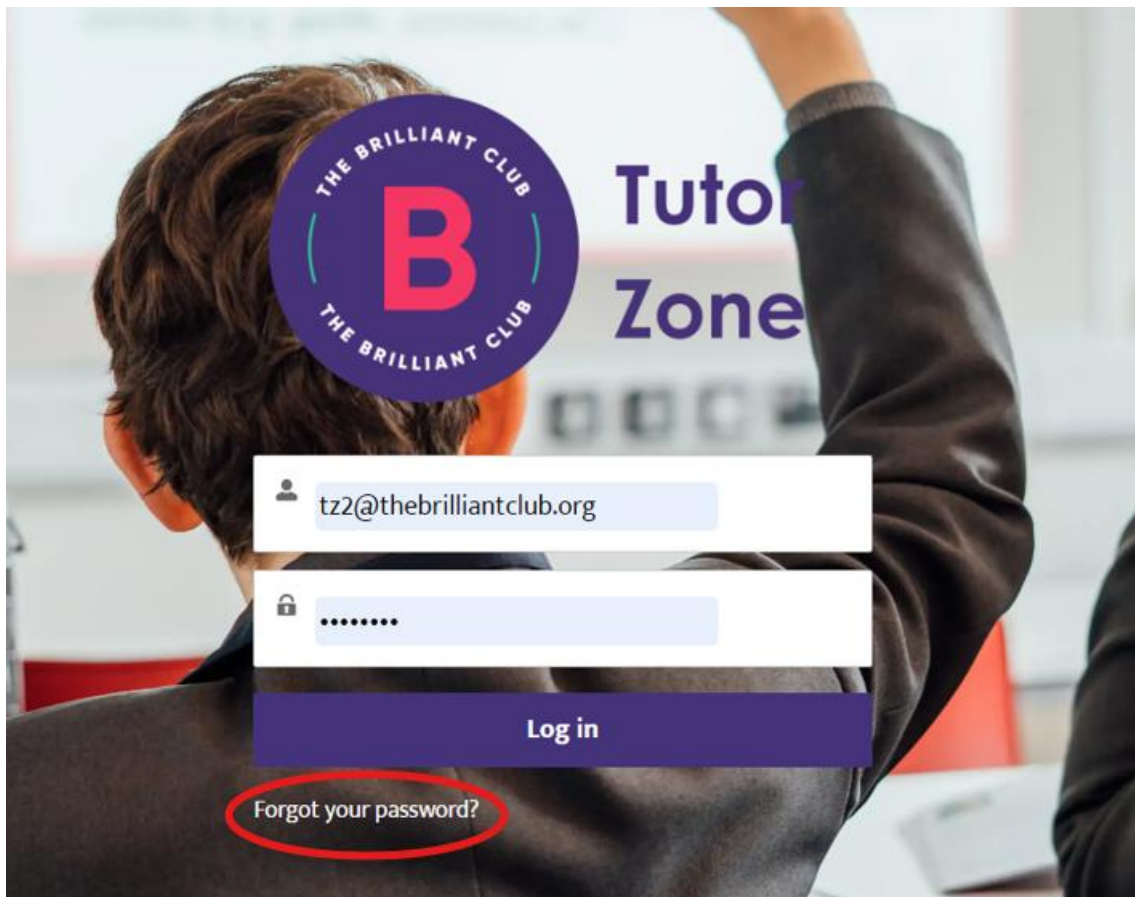 THE BRILLIANT CLUB
B
THE BRILLIANT CLUB
Tutor
Zone
tz2@thebrilliantclub.org
••••••••
Log in
Forgot your password?